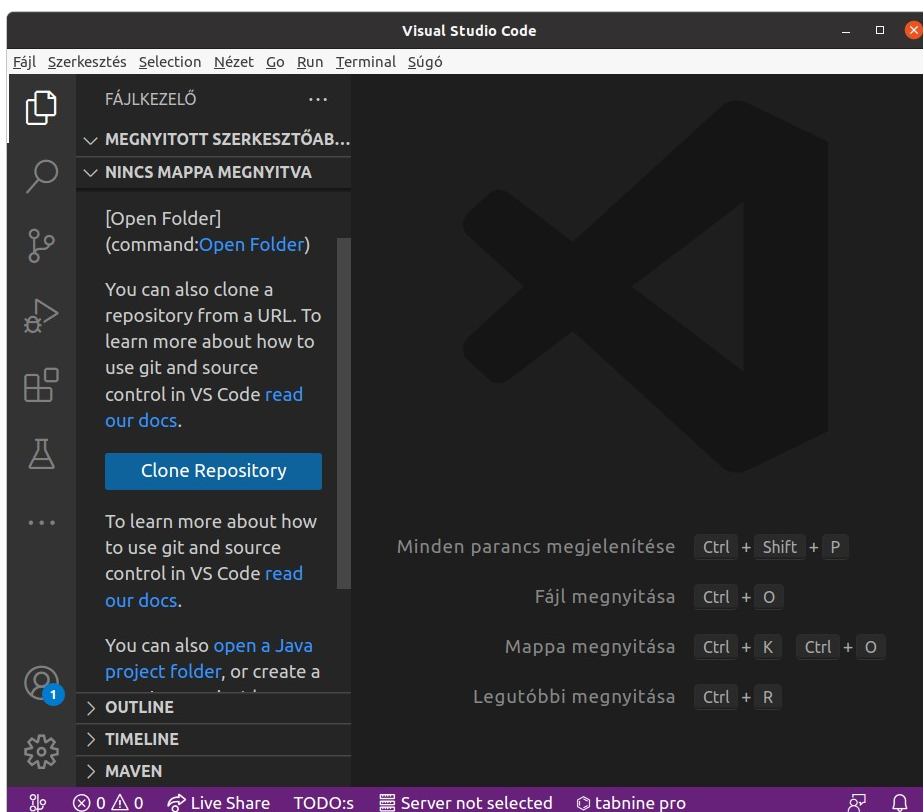 Visual Studio Code
Fájl Szerkesztés Selection Nézet Go Run Terminal Súgó
FÁJLKEZELŐ
MEGNYITOTT SZERKESZTŐAB...
NINCS MAPPA MEGNYITVA
[Open Folder]
(command:Open Folder)
You can also clone a
repository from a URL. To
learn more about how to
use git and source
control in VS Code read
our docs.
Clone Repository
To learn more about how
to use git and source
control in VS Code read
our docs.
You can also open a Java
project folder, or create a
OUTLINE
TIMELINE
MAVEN
Minden parancs megjelenítése Ctrl + Shift + P
Fájl megnyitása Ctrl + O
Mappa megnyitása Ctrl + K Ctrl + O
Legutóbbi megnyitása Ctrl + R
1
0 0 Live Share TODO:s Server not selected tabnine pro